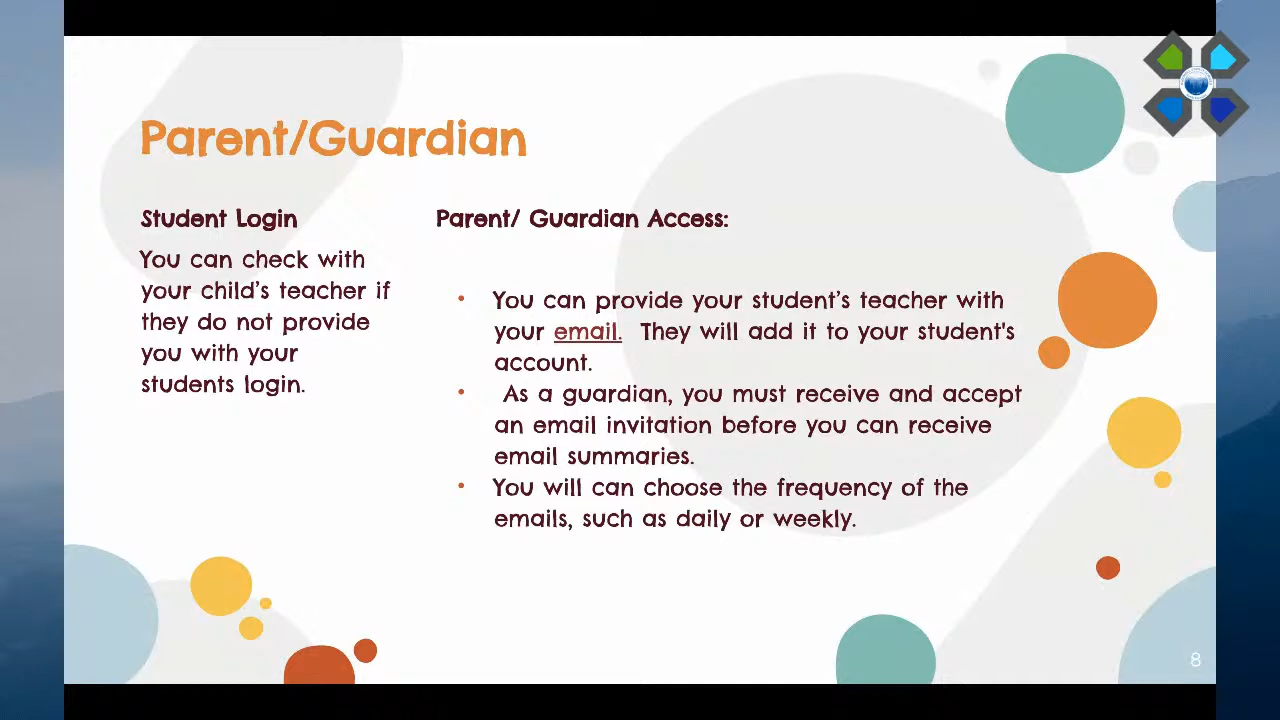 Parent/Guardian
Student Login
You can check with
your child's teacher if
they do not provide
you with your
students login.
Parent/ Guardian Access:
• You can provide your student's teacher with
your email. They will add it to your student's
account.
• As a guardian, you must receive and accept
an email invitation before you can receive
email summaries.
• You will can choose the frequency of the
emails, such as daily or weekly.
8